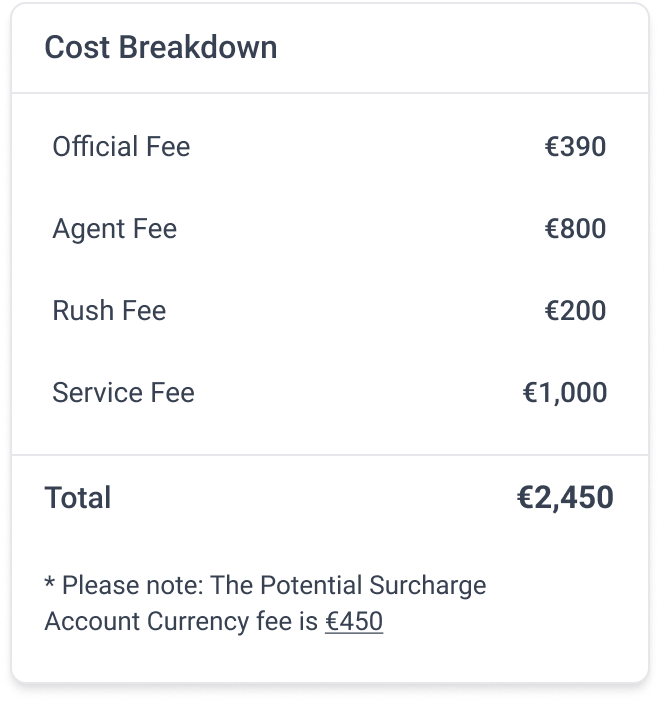 Cost Breakdown
Official Fee €390
Agent Fee €800
Rush Fee €200
Service Fee €1,000
Total €2,450
* Please note: The Potential Surcharge
Account Currency fee is €450